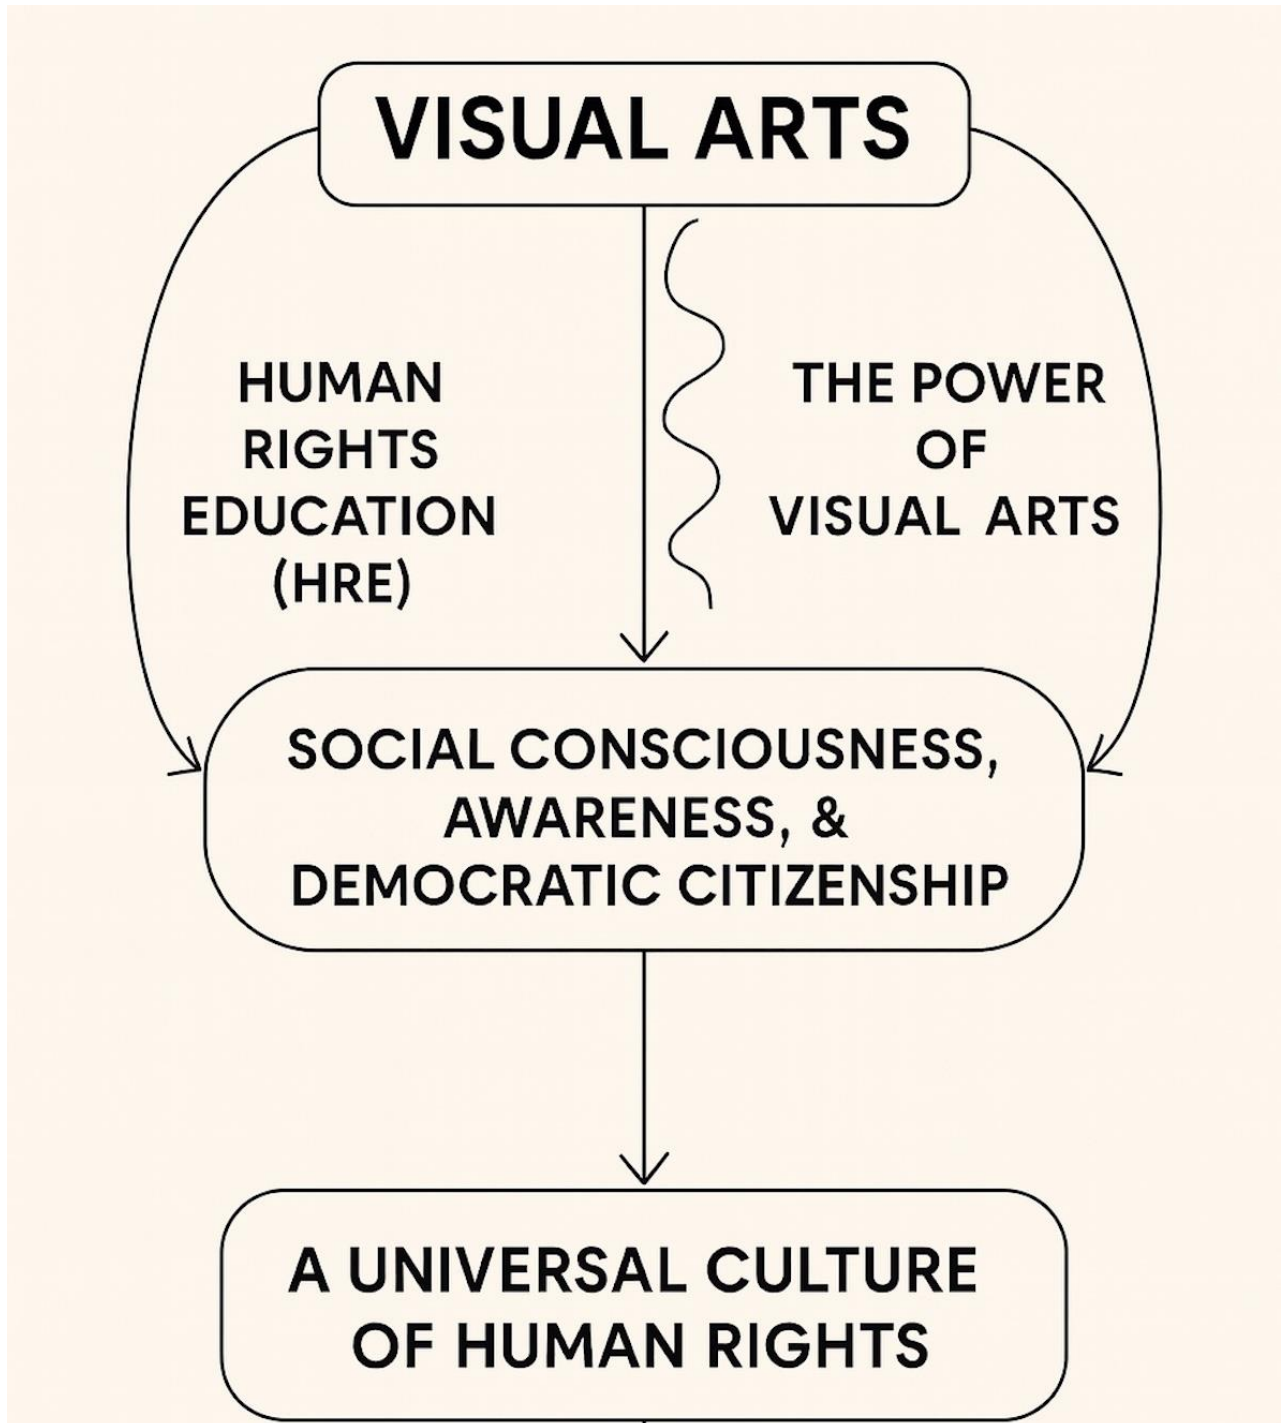 VISUAL ARTS
HUMAN
RIGHTS
EDUCATION
(HRE)
THE POWER
OF
VISUAL ARTS
SOCIAL CONSCIOUSNESS,
AWARENESS, &
DEMOCRATIC CITIZENSHIP
A UNIVERSAL CULTURE
OF HUMAN RIGHTS